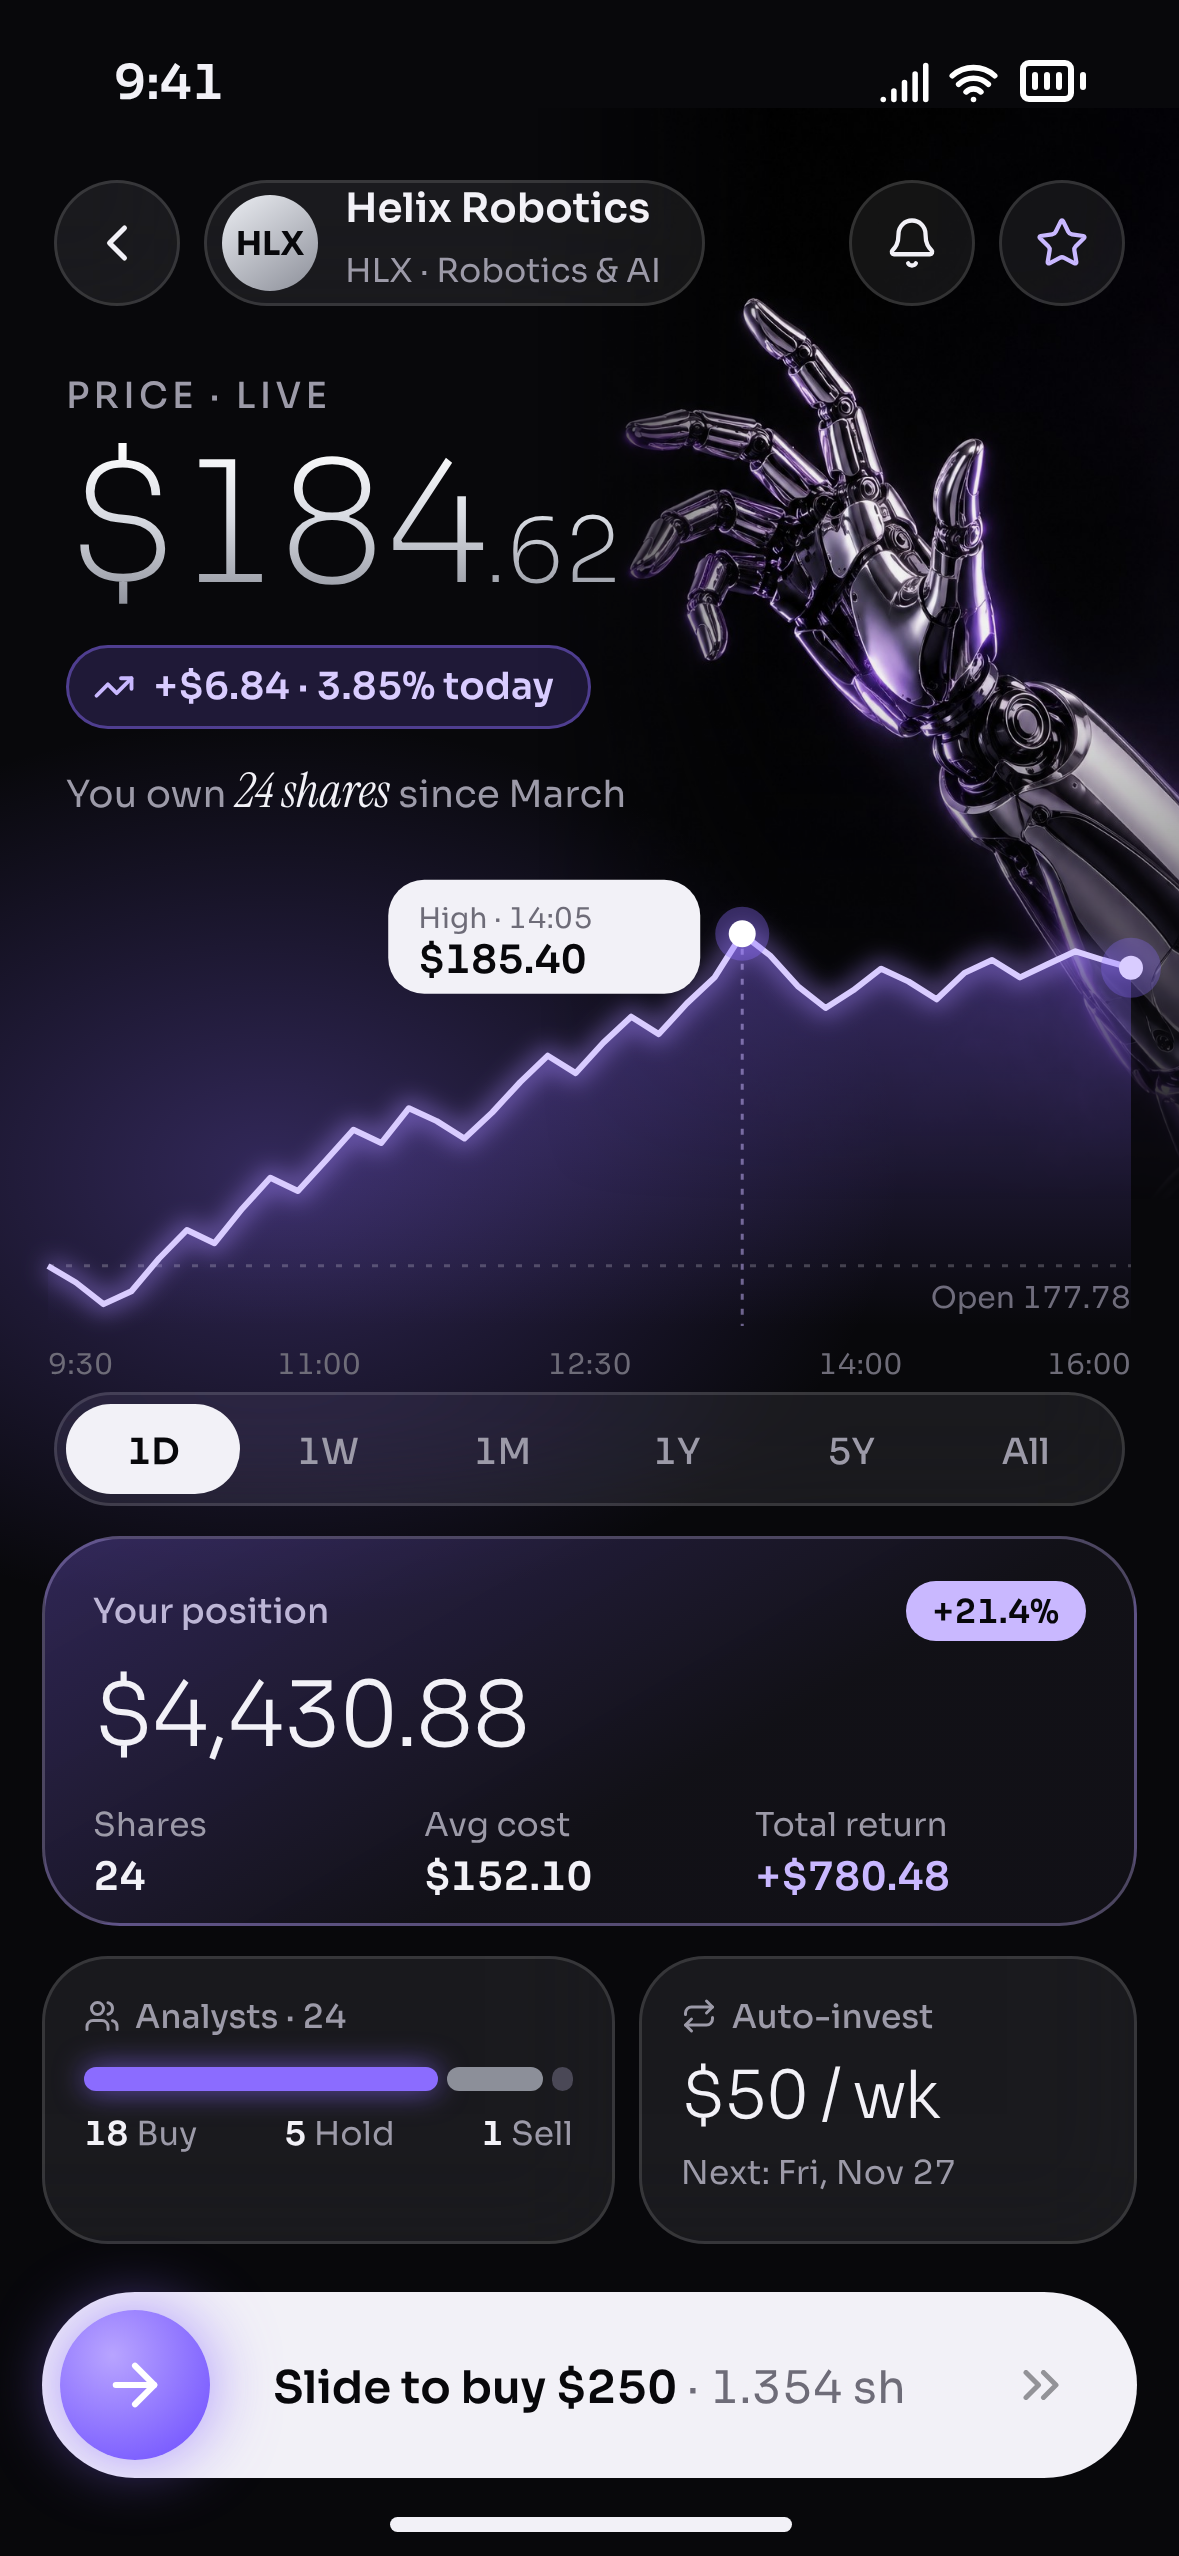 9:41
HLX
Helix Robotics
HLX · Robotics & AI
PRICE · LIVE
$184.62
+$6.84 · 3.85% today
You own 24 shares since March
High · 14:05
$185.40
Open 177.78
9:30 11:00 12:30 14:00 16:00
1D 1W 1M 1Y 5Y All
Your position
+21.4%
$4,430.88
Shares Avg cost Total return
24 $152.10 +$780.48
Analysts · 24
18 Buy 5 Hold 1 Sell
Auto-invest
$50 / wk
Next: Fri, Nov 27
Slide to buy $250 · 1.354 sh